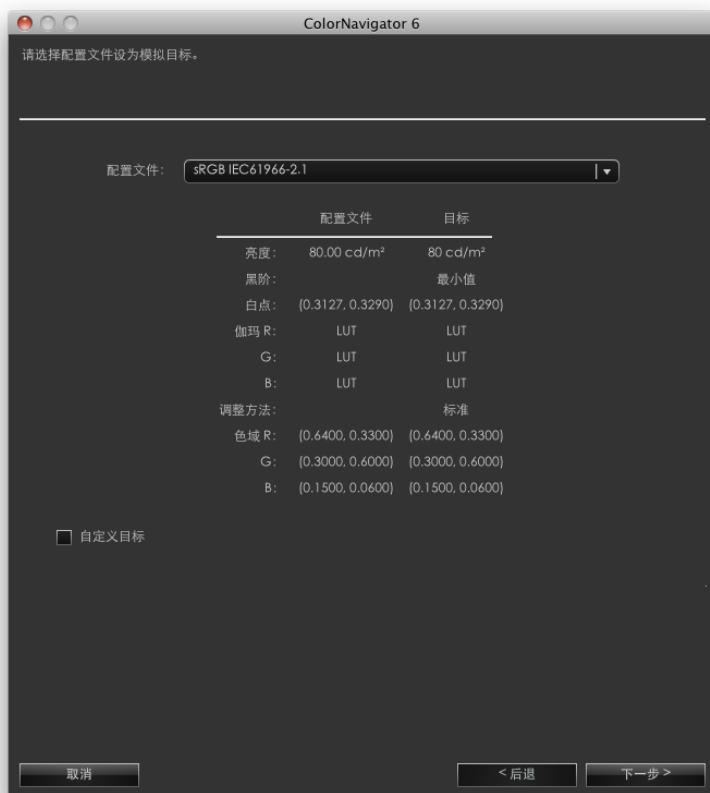 ColorNavigator 6
请选择配置文件设为模拟目标。
配置文件: sRGB IEC61966-2.1
配置文件 目标
亮度: 80.00 cd/m² 80 cd/m²
黑阶: 最小值
白点: (0.3127, 0.3290) (0.3127, 0.3290)
伽玛 R: LUT LUT
G: LUT LUT
B: LUT LUT
调整方法: 标准
色域 R: (0.6400, 0.3300) (0.6400, 0.3300)
G: (0.3000, 0.6000) (0.3000, 0.6000)
B: (0.1500, 0.0600) (0.1500, 0.0600)
自定义目标
取消 < 后退 下一步 >